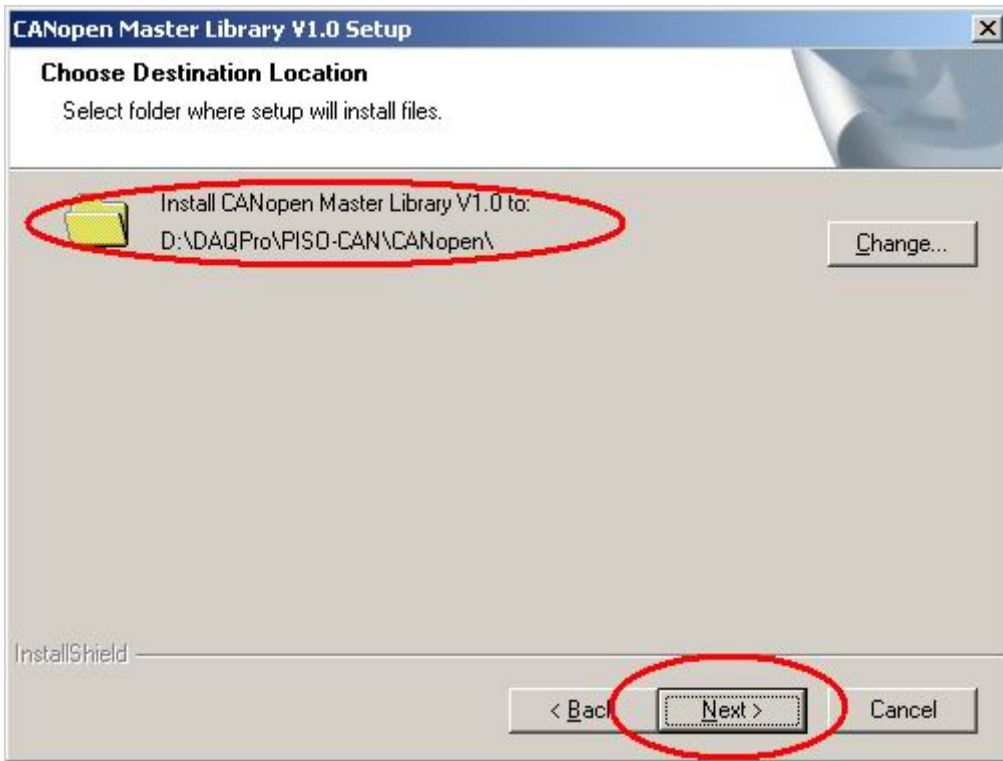 CANopen Master Library V1.0 Setup
Choose Destination Location
Select folder where setup will install files.
Install CANopen Master Library V1.0 to:
D:\DAQPro\PISO-CAN\CANopen\
Change...
InstallShield
< Back
Next >
Cancel